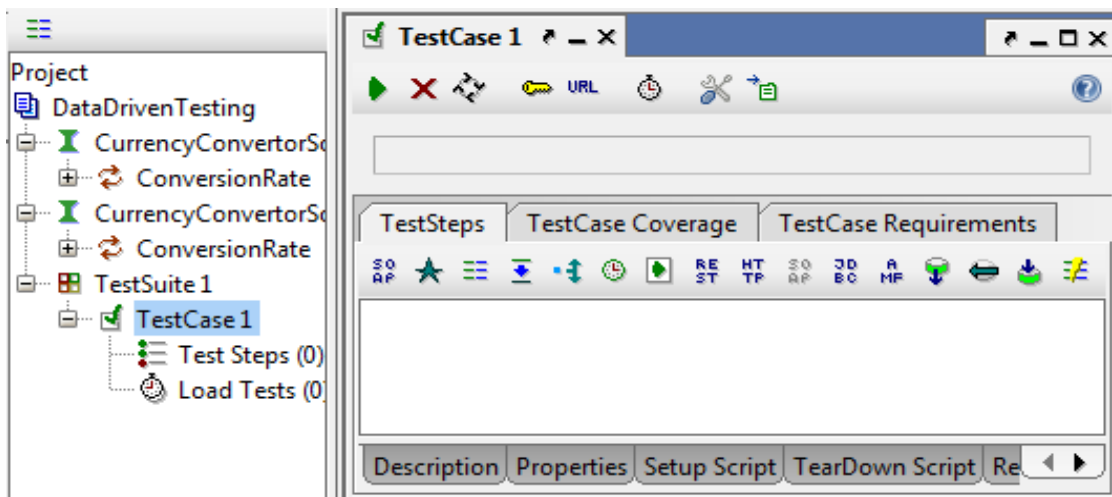 Project
DataDrivenTesting
CurrencyConvertorSo
ConversionRate
CurrencyConvertorSo
ConversionRate
TestSuite 1
TestCase 1
Test Steps (0)
Load Tests (0)
TestCase 1
URL
TestSteps TestCase Coverage TestCase Requirements
SO AP RE ST HT TP SO AP JD BC A MF
Description Properties Setup Script TearDown Script Re